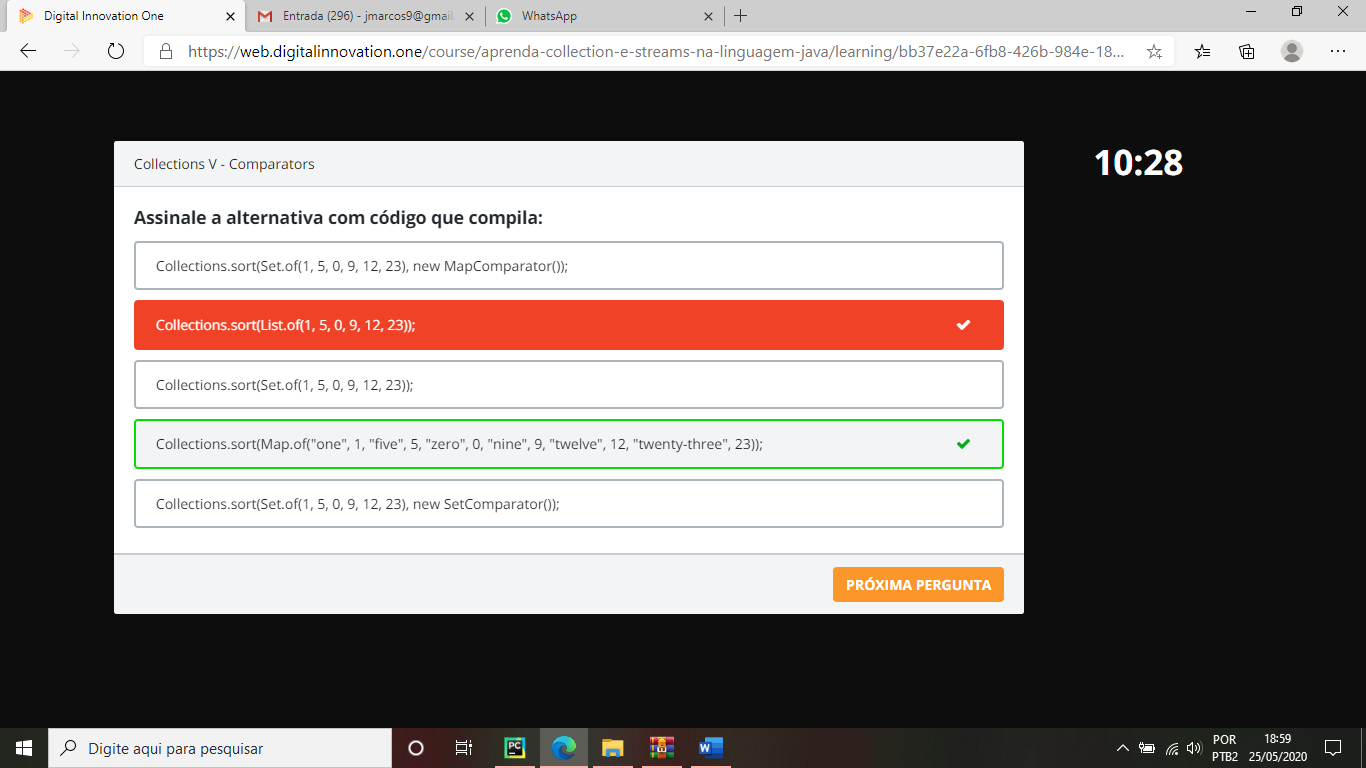 Digital Innovation One
Entrada (296) - jmarcos9@gmail.
WhatsApp
https://web.digitalinnovation.one/course/aprenda-collection-e-streams-na-linguagem-java/learning/bb37e22a-6fb8-426b-984e-18...
Collections V - Comparators
10:28
Assinale a alternativa com código que compila:
Collections.sort(Set.of(1, 5, 0, 9, 12, 23), new MapComparator());
Collections.sort(List.of(1, 5, 0, 9, 12, 23));
Collections.sort(Set.of(1, 5, 0, 9, 12, 23));
Collections.sort(Map.of("one", 1, "five", 5, "zero", 0, "nine", 9, "twelve", 12, "twenty-three", 23));
Collections.sort(Set.of(1, 5, 0, 9, 12, 23), new SetComparator());
PRÓXIMA PERGUNTA
Digite aqui para pesquisar
PC
W
POR
PTB2
18:59
25/05/2020